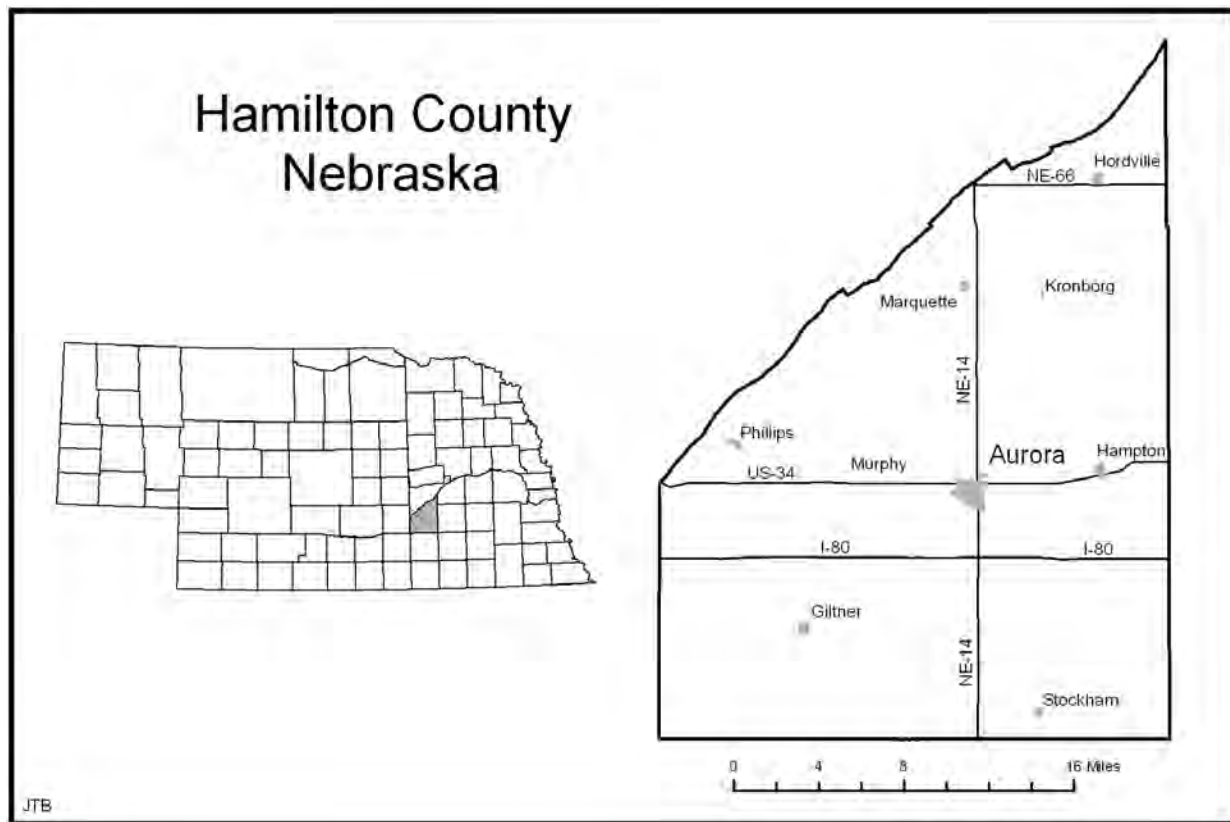 Hamilton County
Nebraska
Hordville
NE-66
Marquette
Kronborg
NE-14
Phillips
Murphy
Aurora
Hampton
US-34
I-80
I-80
Giltner
NE-14
Stockham
0 4 8 16 Miles
JTB